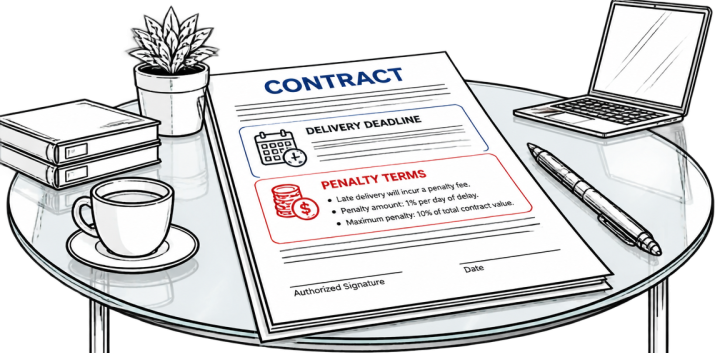 CONTRACT
DELIVERY DEADLINE
PENALTY TERMS
• Late delivery will incur a penalty fee.
• Penalty amount: 1% per day of delay.
• Maximum penalty: 10% of total contract value.
Authorized Signature
Date